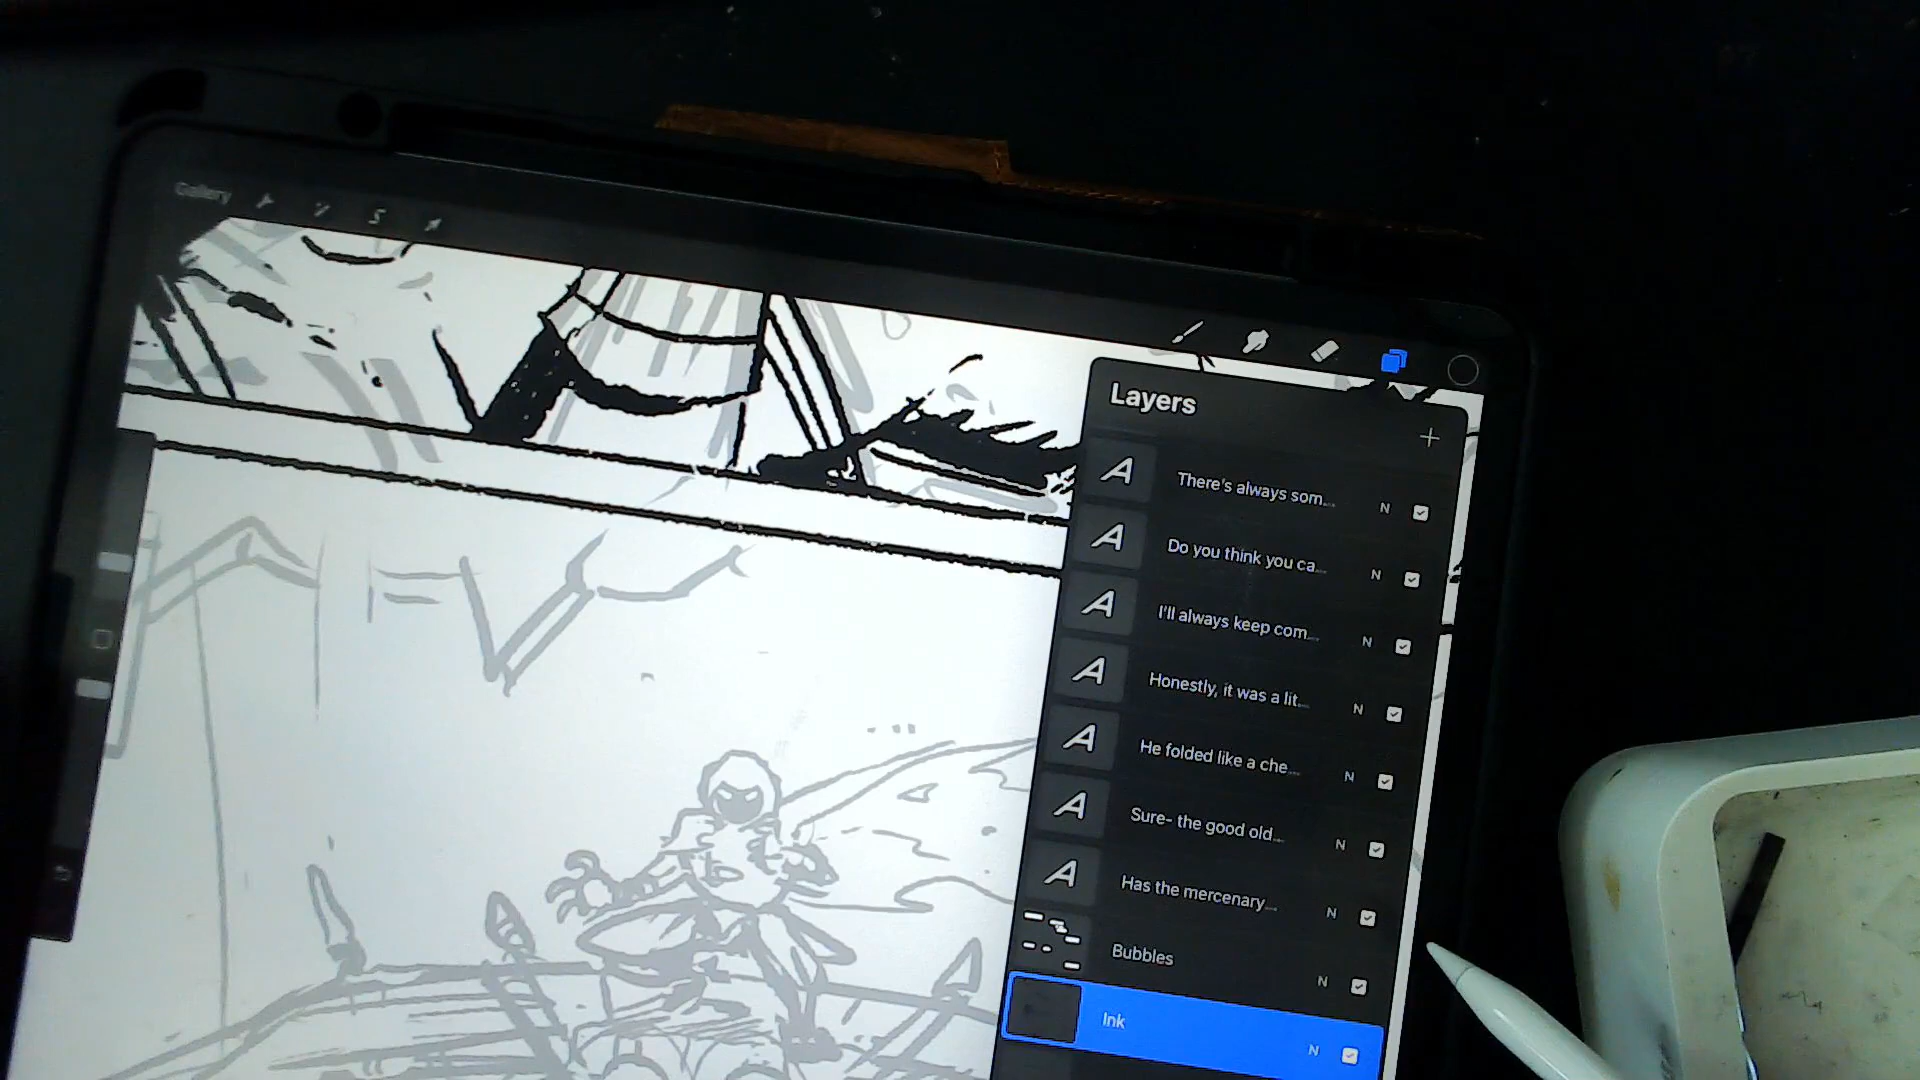 Gallery
Layers
There's always som...
N
Do you think you ca...
N
I'll always keep com...
N
Honestly, it was a lit...
N
He folded like a che...
N
Sure- the good old...
N
Has the mercenary...
N
Bubbles
N
Ink
N